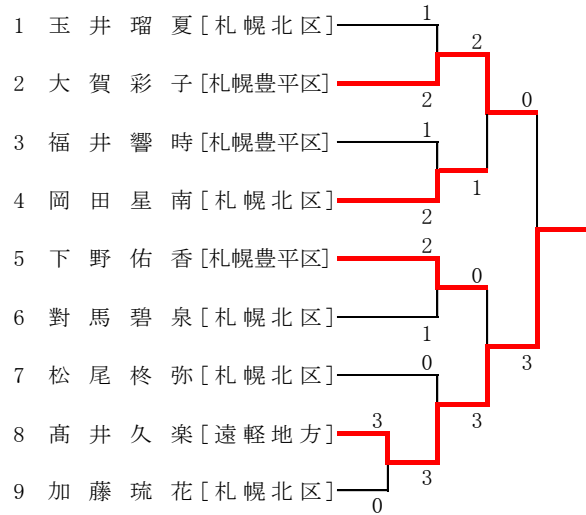 1 玉井瑠夏[札幌北区] 1
2
2 大賀彩子[札幌豊平区] 2
0
3 福井響時[札幌豊平区] 1
1
4 岡田星南[札幌北区] 2
5 下野佑香[札幌豊平区] 2
0
6 對馬碧泉[札幌北区] 1
3
7 松尾柊弥[札幌北区] 0
8 髙井久楽[遠軽地方] 3 3
3
9 加藤琉花[札幌北区] 0